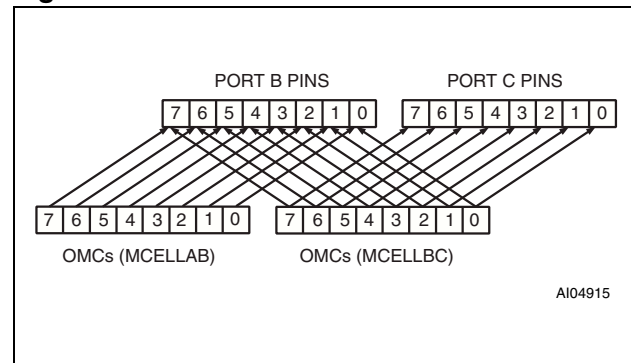 PORT B PINS PORT C PINS
7 6 5 4 3 2 1 0 7 6 5 4 3 2 1 0
7 6 5 4 3 2 1 0 7 6 5 4 3 2 1 0
OMCs (MCELLAB) OMCs (MCELLBC)
AI04915